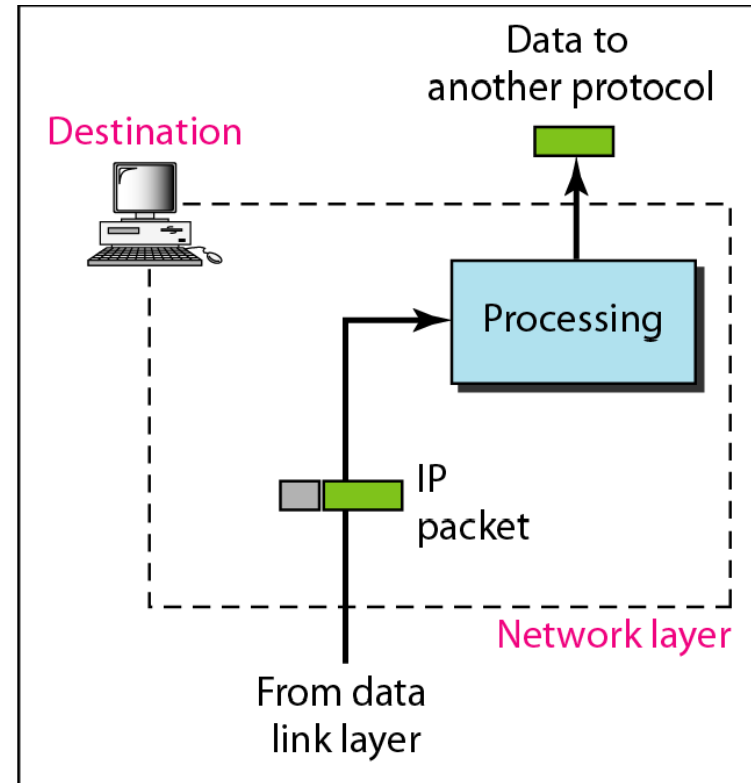 Data to
another protocol
Destination
Processing
IP
packet
Network layer
From data
link layer